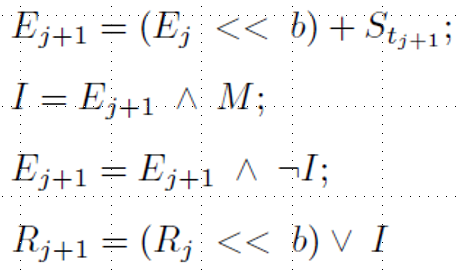 E_{j+1} = (E_j << b) + S_{t_{j+1}};
I = E_{j+1} ∧ M;
E_{j+1} = E_{j+1} ∧ ¬I;
R_{j+1} = (R_j << b) ∨ I